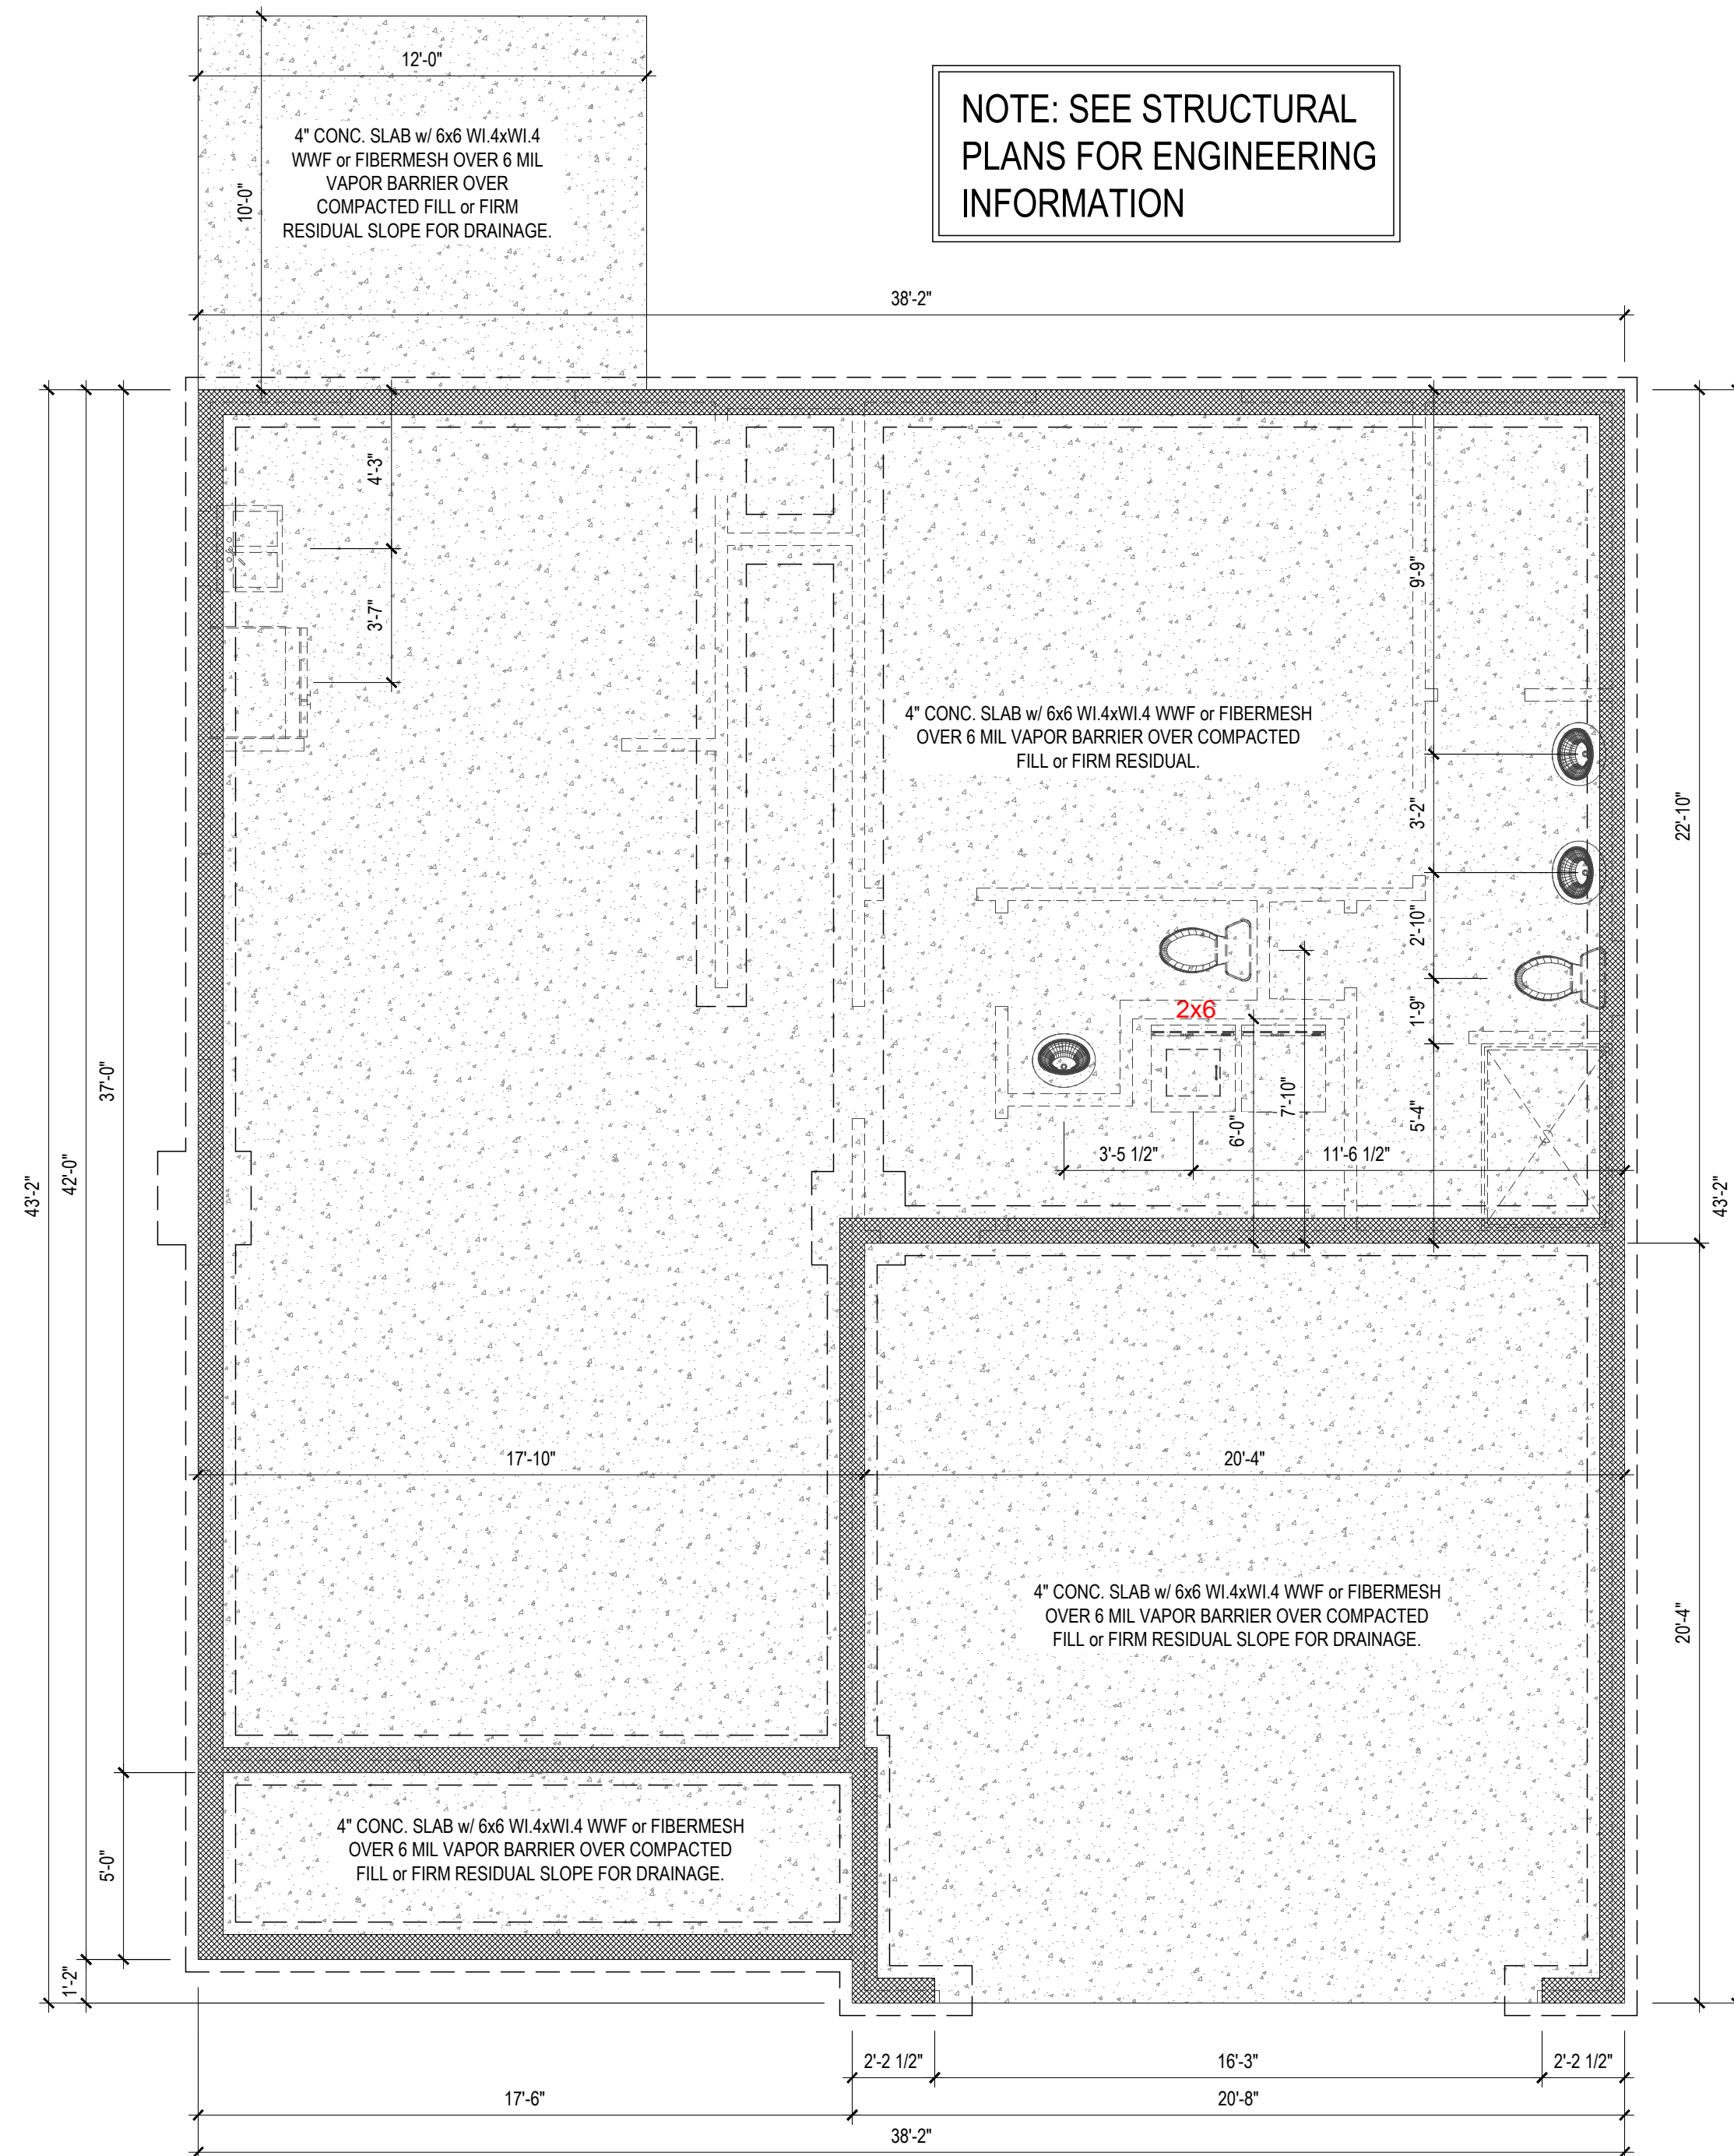 12'-0"
4" CONC. SLAB w/ 6x6 WI.4xWI.4
WWF or FIBERMESH OVER 6 MIL
VAPOR BARRIER OVER
COMPACTED FILL or FIRM
RESIDUAL SLOPE FOR DRAINAGE.
10'-0"
NOTE: SEE STRUCTURAL
PLANS FOR ENGINEERING
INFORMATION
38'-2"
4'-3"
3'-7"
9'-9"
4" CONC. SLAB w/ 6x6 WI.4xWI.4 WWF or FIBERMESH
OVER 6 MIL VAPOR BARRIER OVER COMPACTED
FILL or FIRM RESIDUAL.
3'-2"
22'-10"
2'-10"
2x6
1'-9"
37'-0"
7'-10"
6'-0"
5'-4"
3'-5 1/2"
11'-6 1/2"
42'-0"
43'-2"
43'-2"
17'-10"
20'-4"
4" CONC. SLAB w/ 6x6 WI.4xWI.4 WWF or FIBERMESH
OVER 6 MIL VAPOR BARRIER OVER COMPACTED
FILL or FIRM RESIDUAL SLOPE FOR DRAINAGE.
20'-4"
4" CONC. SLAB w/ 6x6 WI.4xWI.4 WWF or FIBERMESH
OVER 6 MIL VAPOR BARRIER OVER COMPACTED
FILL or FIRM RESIDUAL SLOPE FOR DRAINAGE.
5'-0"
1'-2"
2'-2 1/2"
16'-3"
2'-2 1/2"
17'-6"
20'-8"
38'-2"